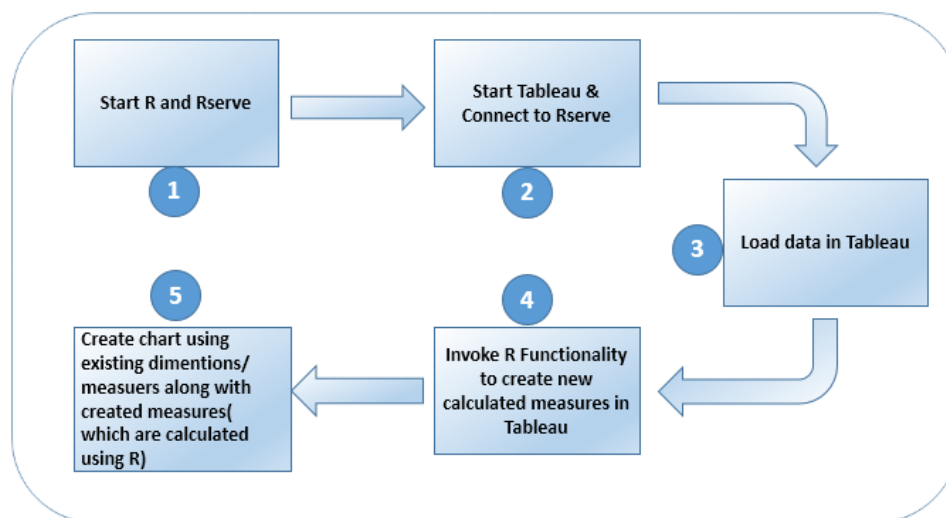 Start R and Rserve
1
Start Tableau &
Connect to Rserve
2
Load data in Tableau
3
4
Invoke R Functionality
to create new
calculated measures in
Tableau
5
Create chart using
existing dimentions/
measuers along with
created measures(
which are calculated
using R)